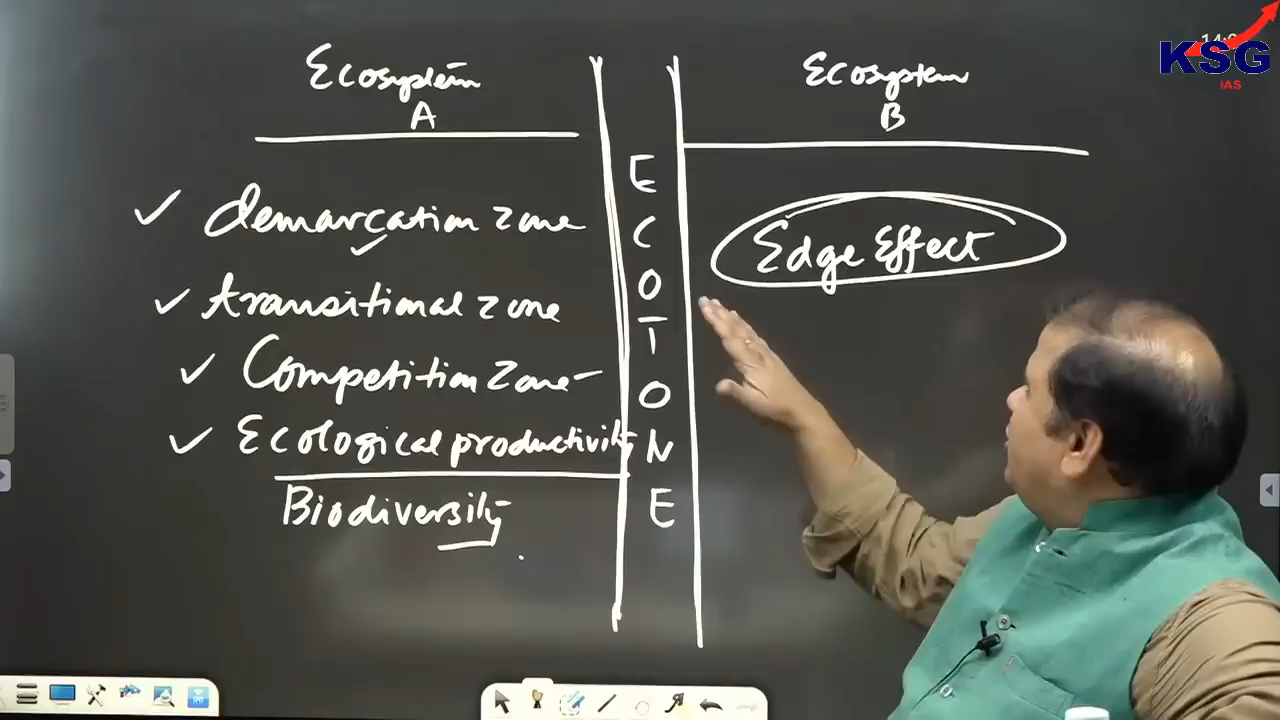 Ecosystem
A
demarcation zone
transitional zone
Competition Zone
Ecological productivity
Biodiversity
E
C
O
T
O
N
E
Ecosystem
B
Edge Effect
KSG
IAS